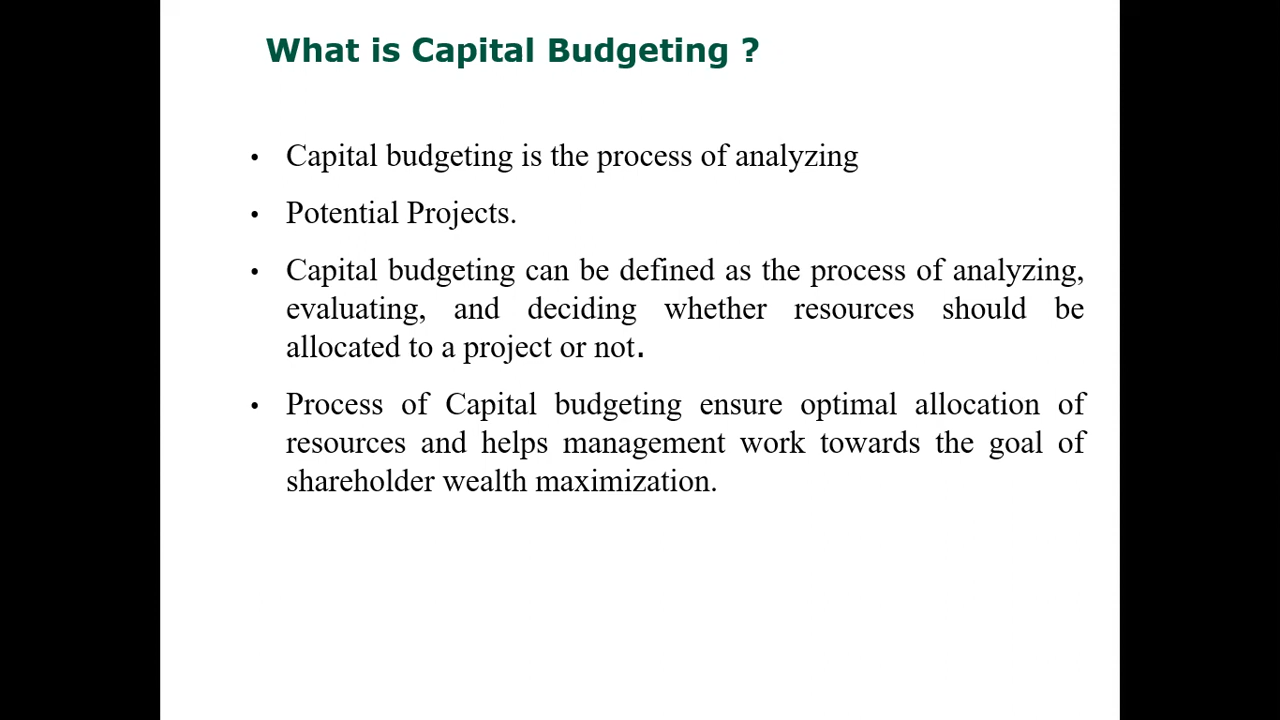 What is Capital Budgeting ?
• Capital budgeting is the process of analyzing
• Potential Projects.
• Capital budgeting can be defined as the process of analyzing,
evaluating, and deciding whether resources should be
allocated to a project or not.
• Process of Capital budgeting ensure optimal allocation of
resources and helps management work towards the goal of
shareholder wealth maximization.